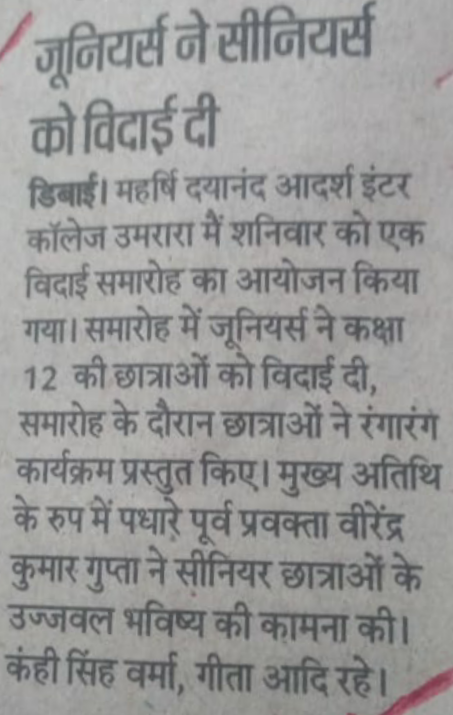 जूनियर्स ने सीनियर्स
को विदाई दी
डिबाई। महर्षि दयानंद आदर्श इंटर
कॉलेज उमरारा में शनिवार को एक
विदाई समारोह का आयोजन किया
गया। समारोह में जूनियर्स ने कक्षा
12 की छात्राओं को विदाई दी,
समारोह के दौरान छात्राओं ने रंगारंग
कार्यक्रम प्रस्तुत किए। मुख्य अतिथि
के रुप में पधारे पूर्व प्रवक्ता वीरेंद्र
कुमार गुप्ता ने सीनियर छात्राओं के
उज्जवल भविष्य की कामना की।
कंही सिंह वर्मा, गीता आदि रहे।